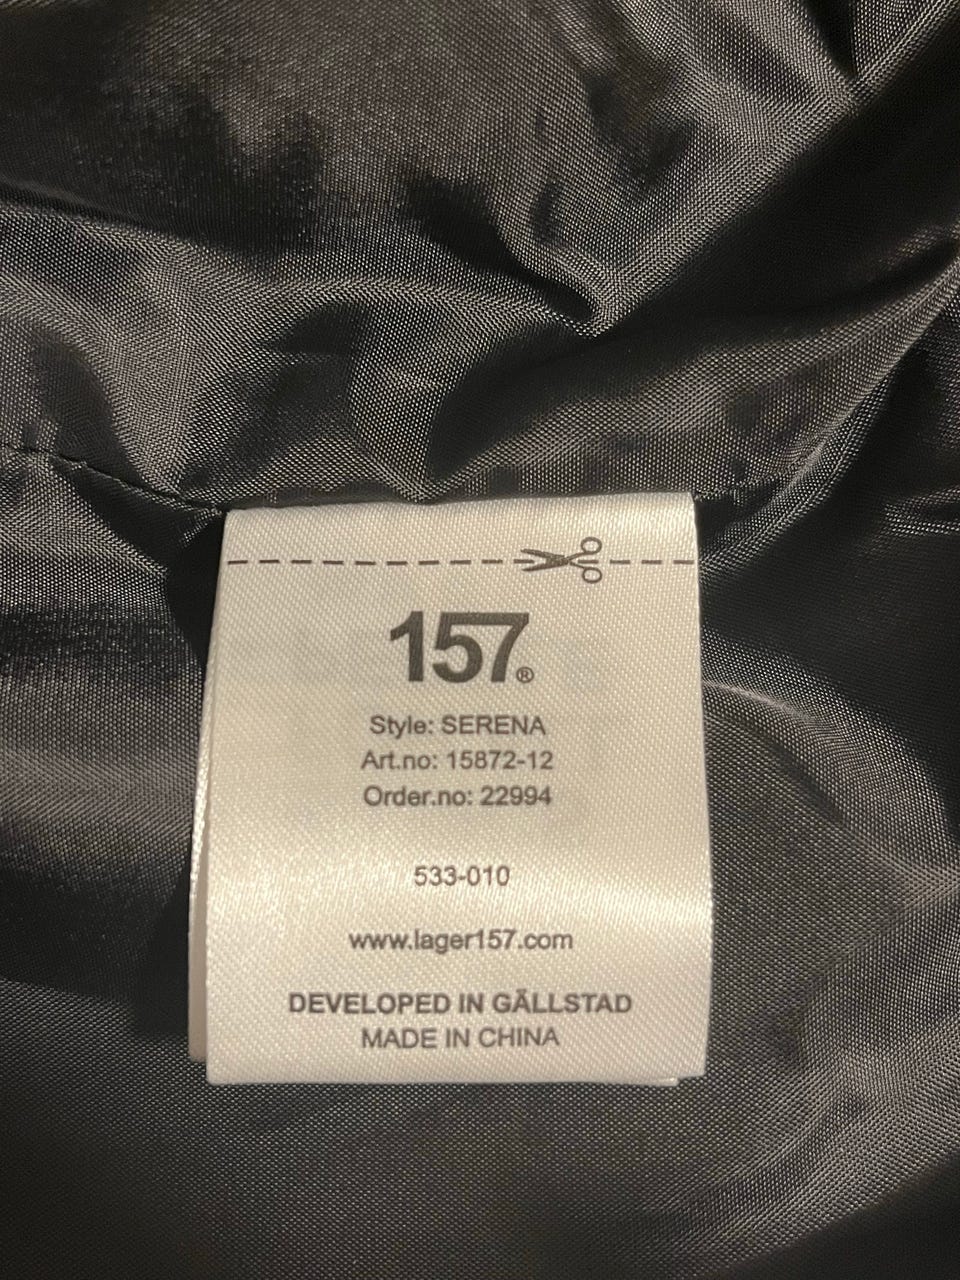 157®
Style: SERENA
Art.no: 15872-12
Order.no: 22994
533-010
www.lager157.com
DEVELOPED IN GÄLLSTAD
MADE IN CHINA